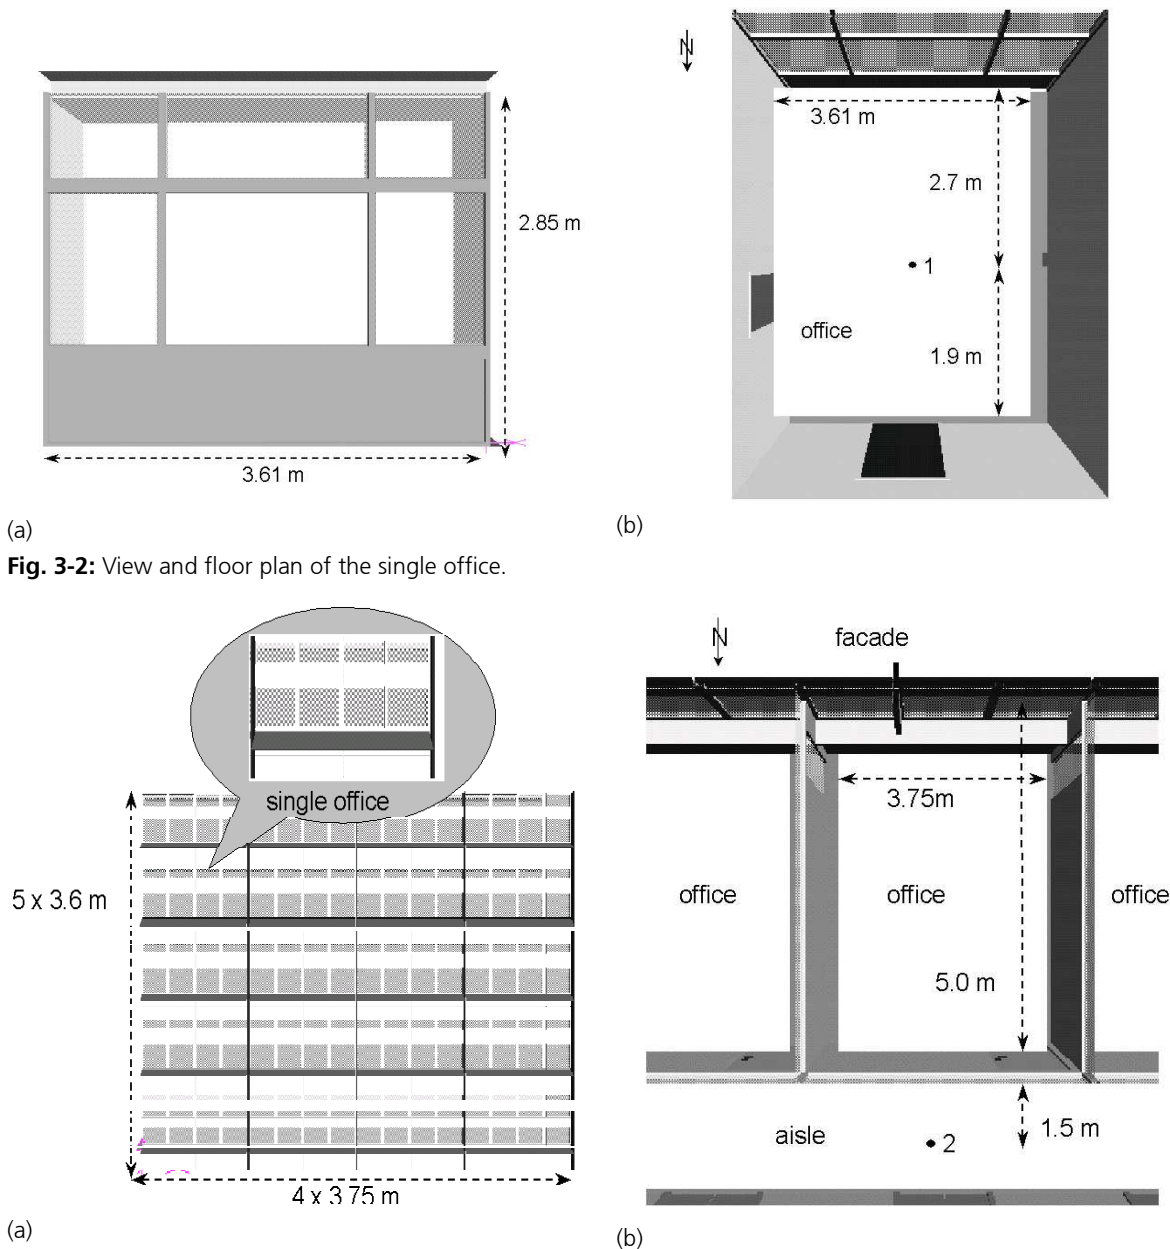 2.85 m
3.61 m
(a)
N
3.61 m
2.7 m
1
office
1.9 m
(b)
Fig. 3-2: View and floor plan of the single office.
single office
5 x 3.6 m
4 x 3.75 m
(a)
N
facade
3.75m
office
office
office
5.0 m
aisle
2
1.5 m
(b)